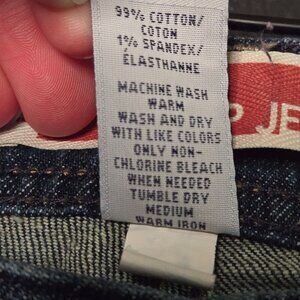 99% COTTON/
COTON
1% SPANDEX/
ÉLASTHANNE
MACHINE WASH
WARM
WASH AND DRY
WITH LIKE COLORS
ONLY NON-
CHLORINE BLEACH
WHEN NEEDED
TUMBLE DRY
MEDIUM
WARM IRON
P JE